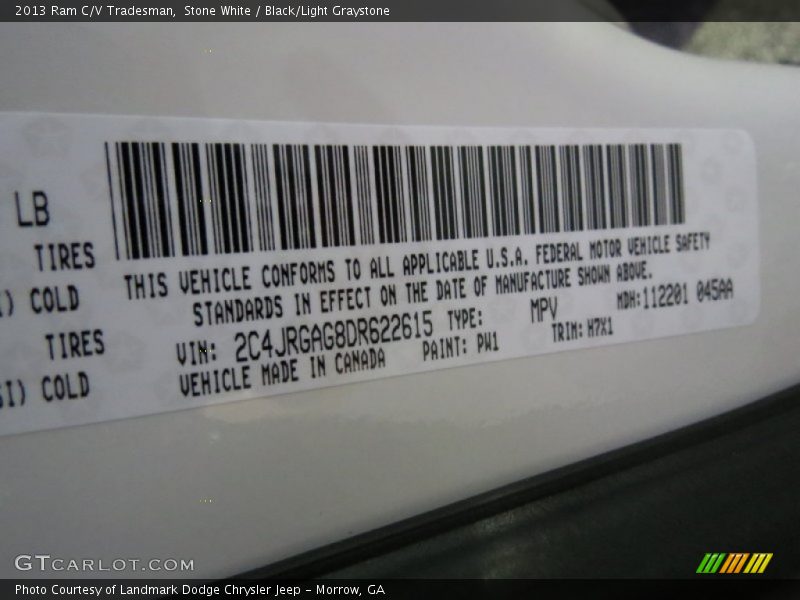 2013 Ram C/V Tradesman,  Stone White / Black/Light Graystone
LB
TIRES
) COLD
TIRES
SI) COLD
THIS VEHICLE CONFORMS TO ALL APPLICABLE U.S.A. FEDERAL MOTOR VEHICLE SAFETY
STANDARDS IN EFFECT ON THE DATE OF MANUFACTURE SHOWN ABOVE.
VIN: 2C4JRGAG8DR622615 TYPE: MPV MDH:112201 045AA
VEHICLE MADE IN CANADA PAINT: PW1 TRIM: H7X1
GTCARLOT.COM
Photo Courtesy of Landmark Dodge Chrysler Jeep - Morrow, GA